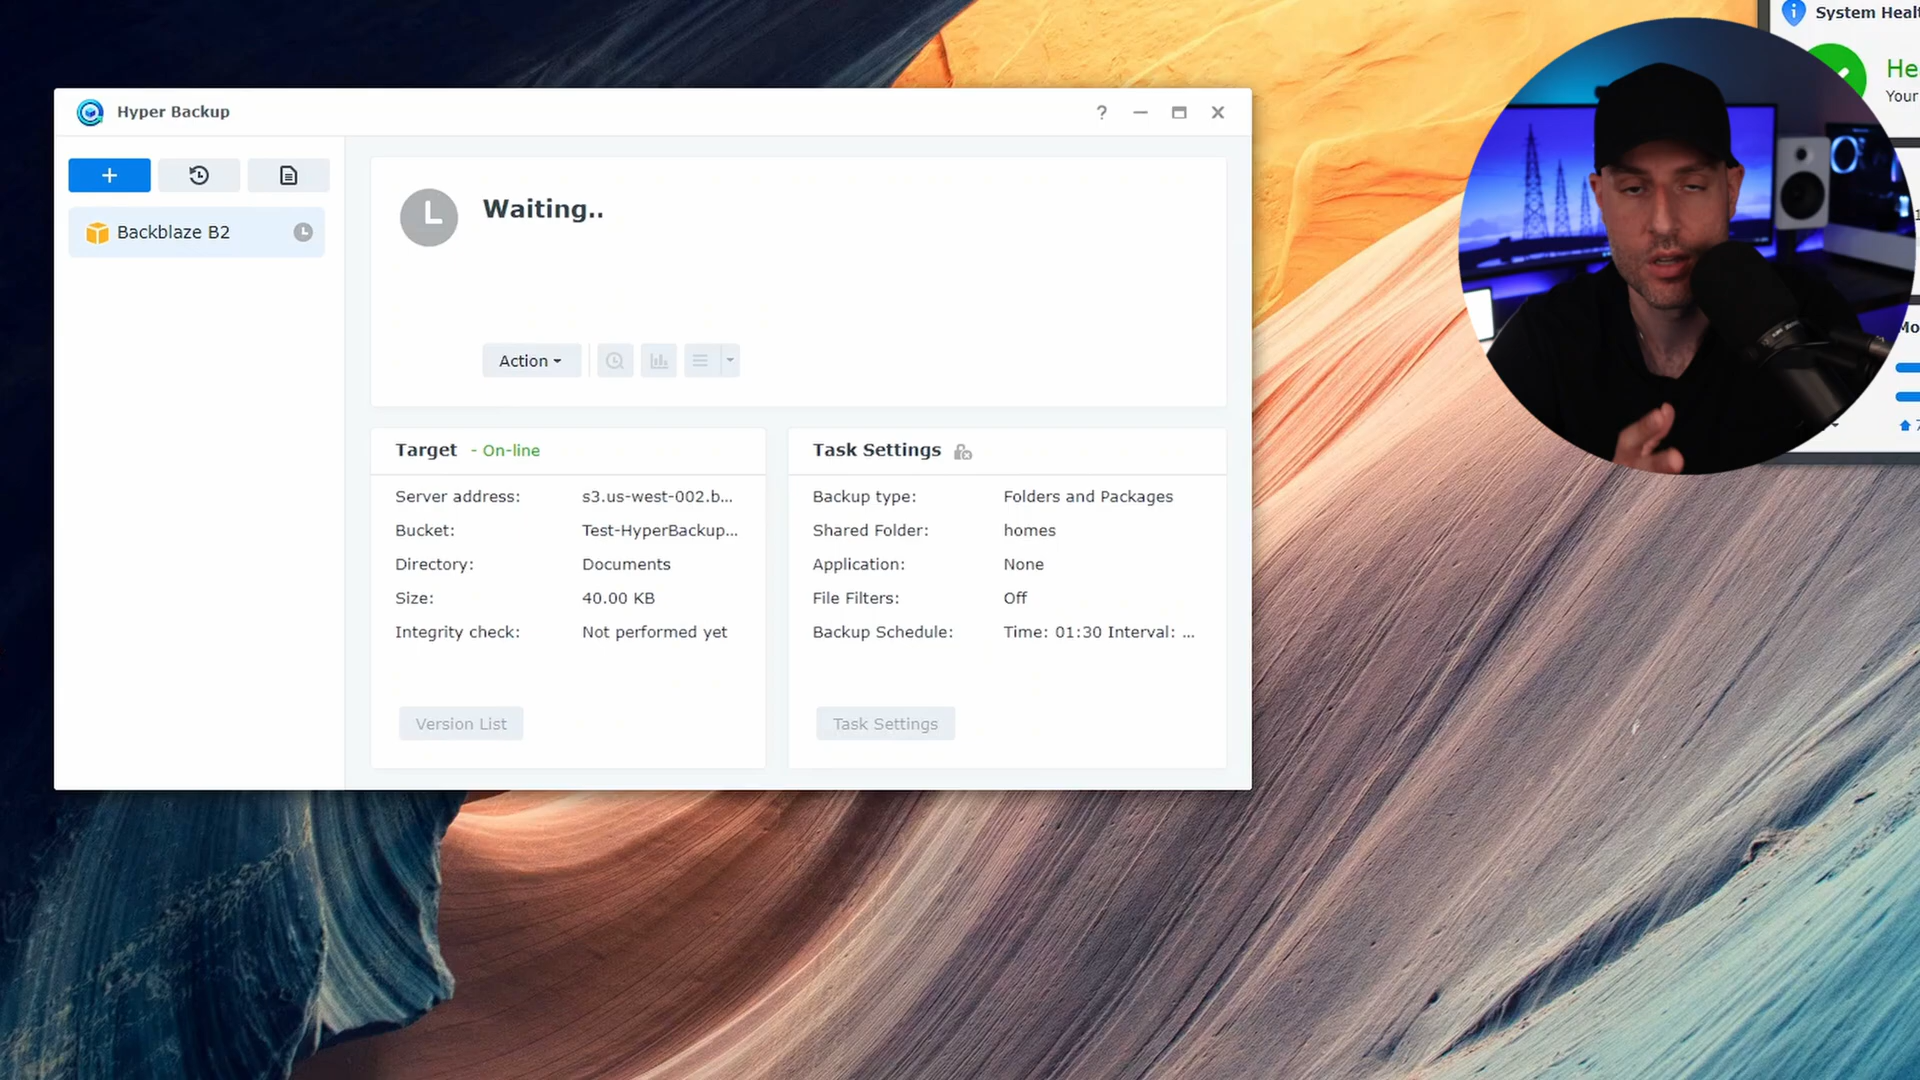 Hyper Backup
?
Backblaze B2
Waiting..
Action
Target - On-line
Server address: s3.us-west-002.b...
Bucket: Test-HyperBackup...
Directory: Documents
Size: 40.00 KB
Integrity check: Not performed yet
Version List
Task Settings
Backup type: Folders and Packages
Shared Folder: homes
Application: None
File Filters: Off
Backup Schedule: Time: 01:30 Interval: ...
Task Settings
System Healt
He
Your
Mo
7